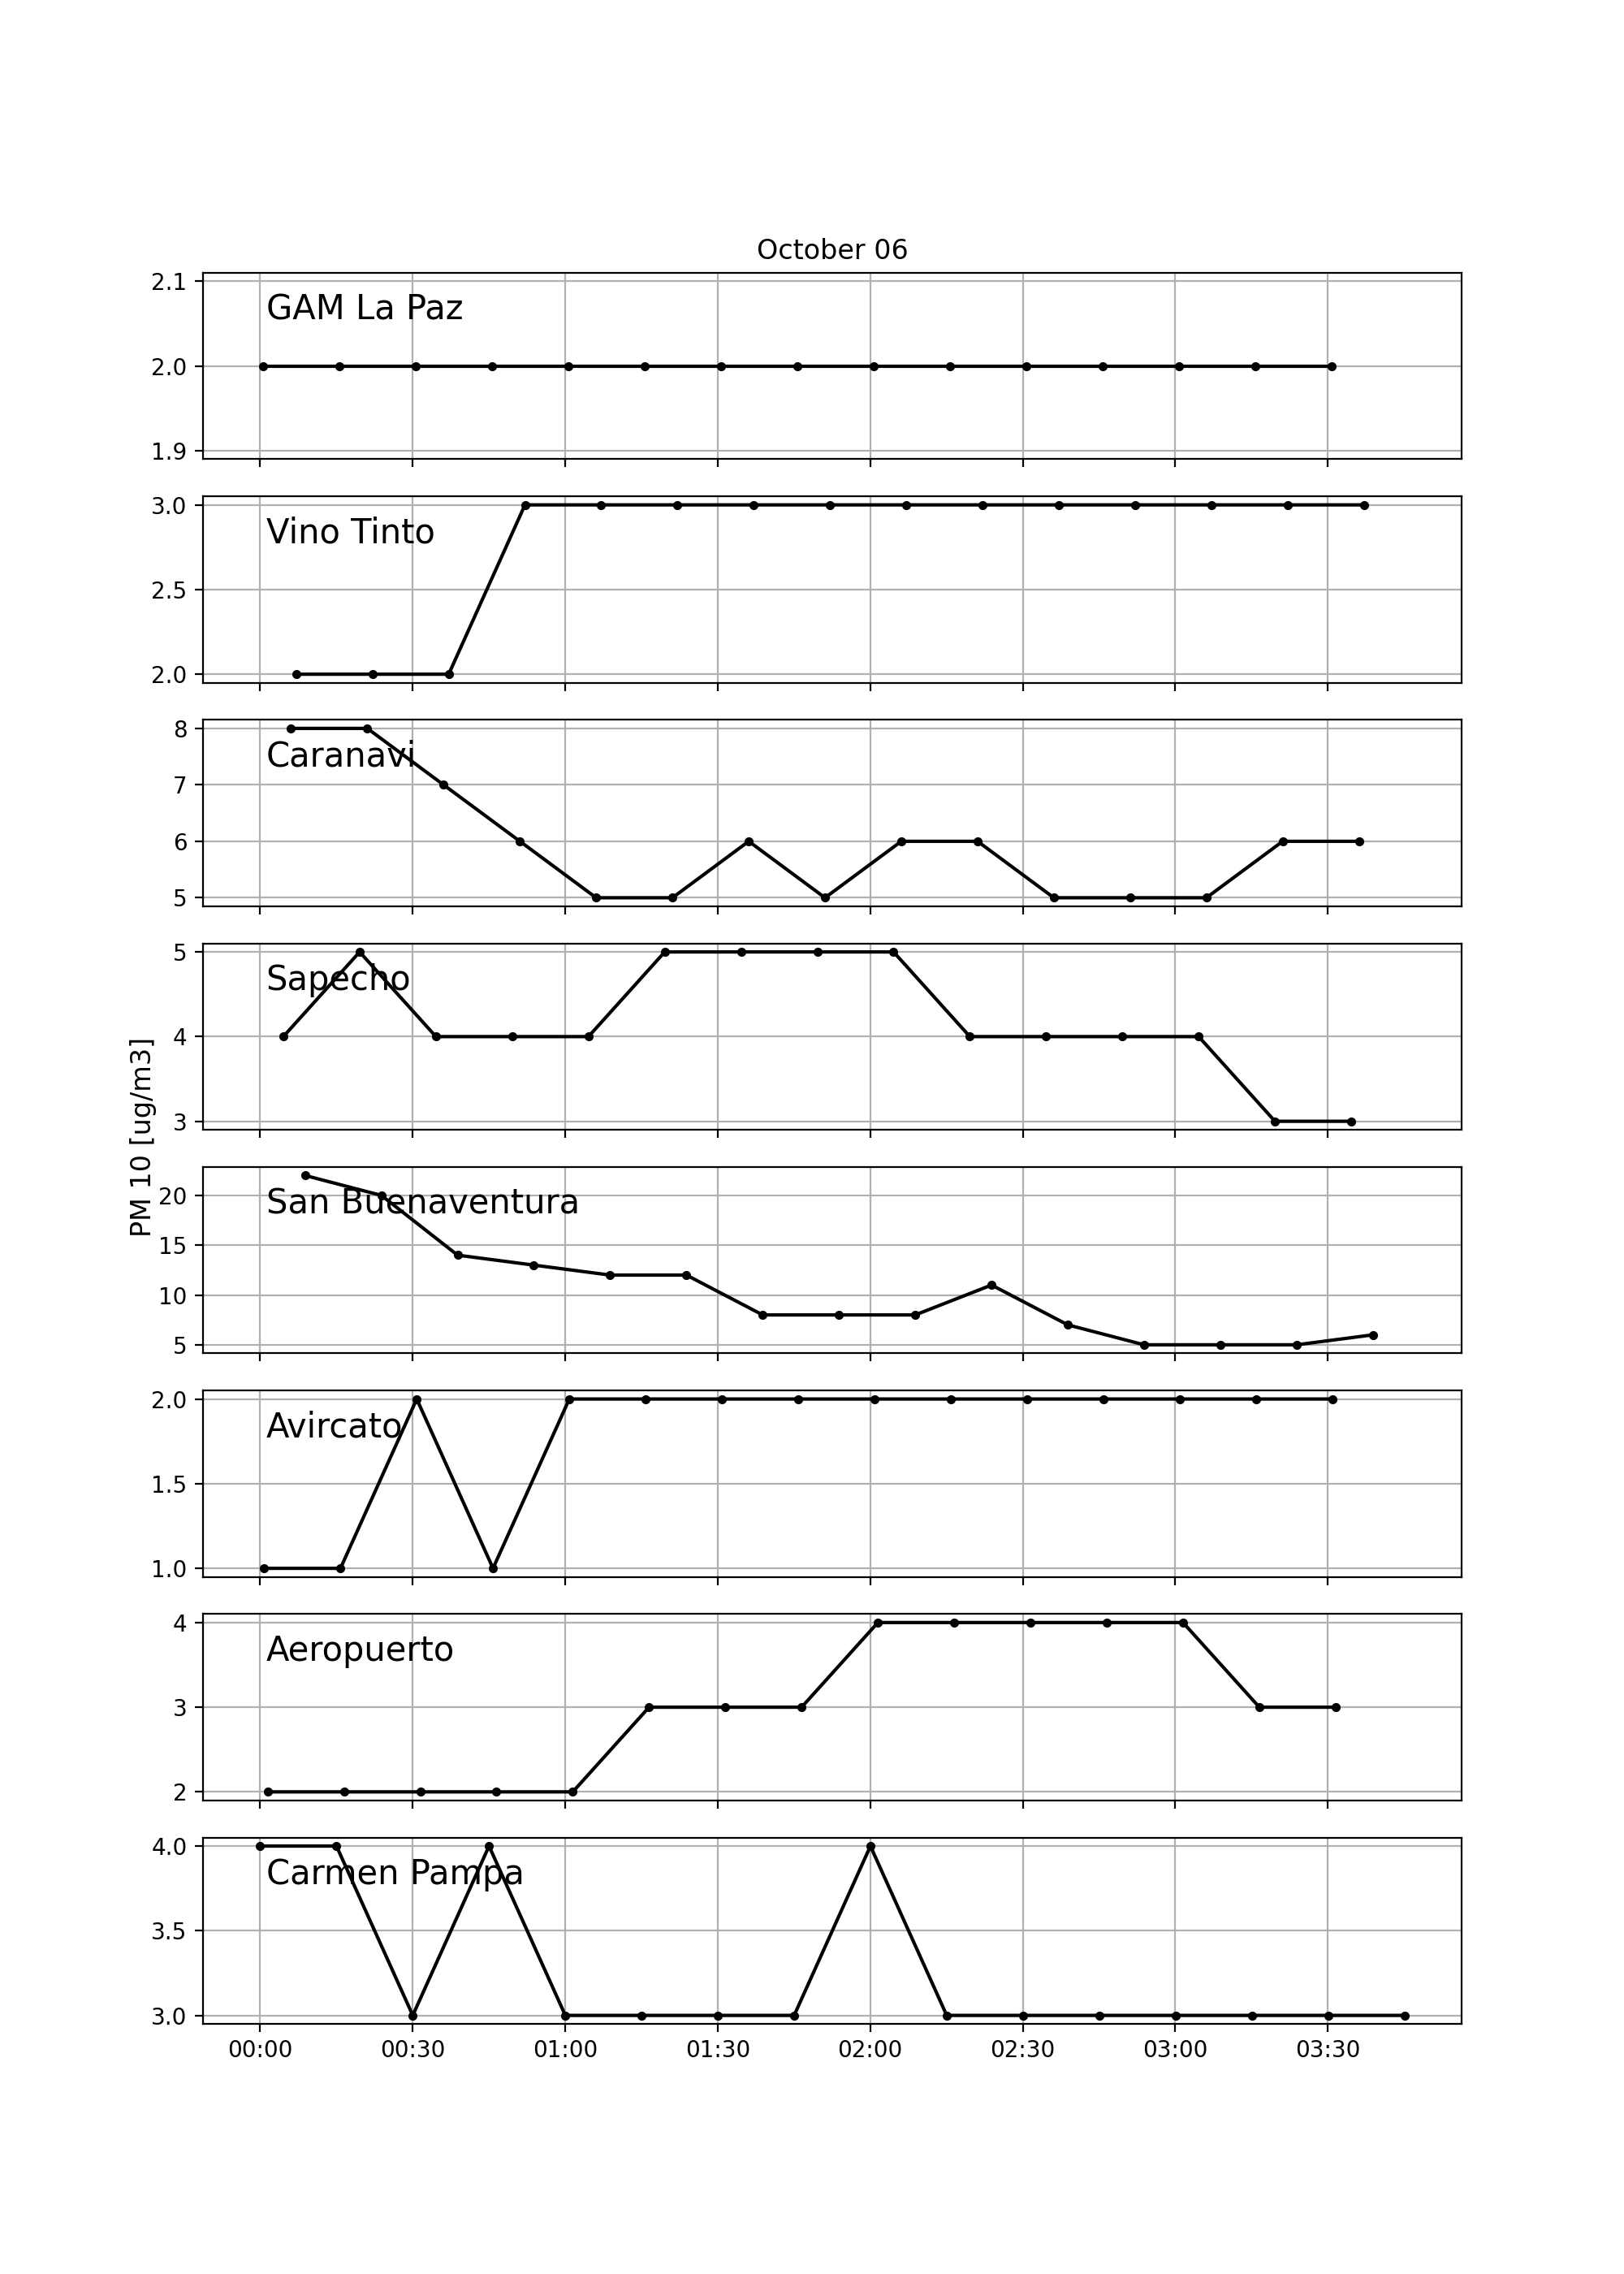 October 06
2.1
GAM La Paz
2.0
1.9
3.0
Vino Tinto
2.5
2.0
8
Caranavi
7
6
5
5
Sapecho
4
3
PM 10 [ug/m3]
20
San Buenaventura
15
10
5
2.0
Avircato
1.5
1.0
4
Aeropuerto
3
2
4.0
Carmen Pampa
3.5
3.0
00:00 00:30 01:00 01:30 02:00 02:30 03:00 03:30